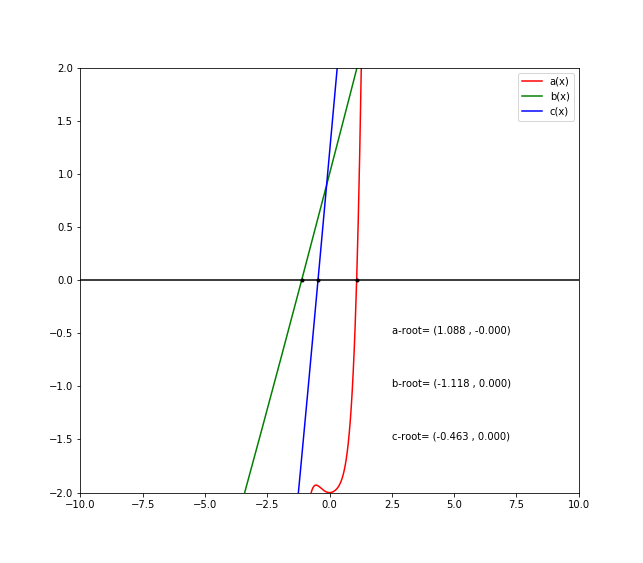 2.0
a(x)
b(x)
c(x)
1.5
1.0
0.5
0.0
−0.5
a-root= (1.088 , -0.000)
−1.0
b-root= (-1.118 , 0.000)
−1.5
c-root= (-0.463 , 0.000)
−2.0
−10.0 −7.5 −5.0 −2.5 0.0 2.5 5.0 7.5 10.0